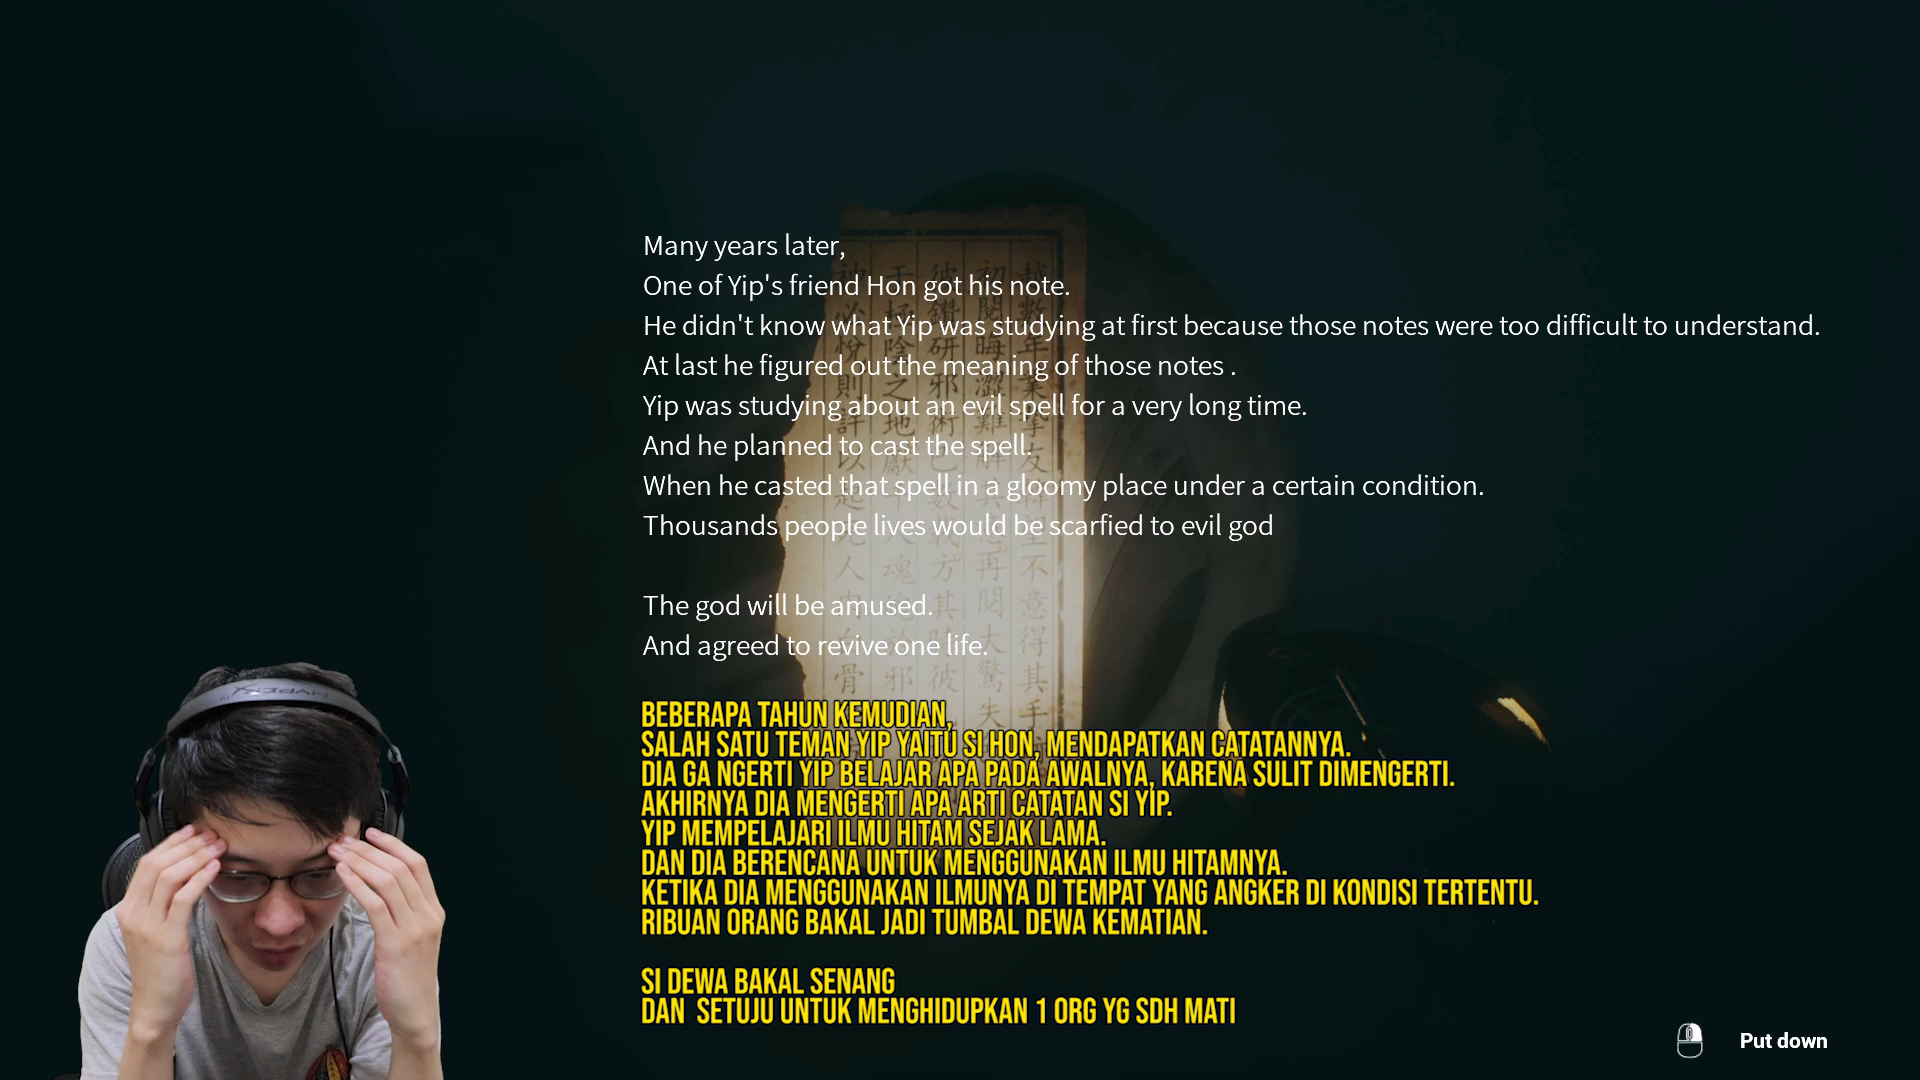 Many years later,
One of Yip's friend Hon got his note.
He didn't know what Yip was studying at first because those notes were too difficult to understand.
At last he figured out the meaning of those notes .
Yip was studying about an evil spell for a very long time.
And he planned to cast the spell.
When he casted that spell in a gloomy place under a certain condition.
Thousands people lives would be scarfied to evil god
The god will be amused.
And agreed to revive one life.
BEBERAPA TAHUN KEMUDIAN,
SALAH SATU TEMAN YIP YAITU SI HON, MENDAPATKAN CATATANNYA.
DIA GA NGERTI YIP BELAJAR APA PADA AWALNYA, KARENA SULIT DIMENGERTI.
AKHIRNYA DIA MENGERTI APA ARTI CATATAN SI YIP.
YIP MEMPELAJARI ILMU HITAM SEJAK LAMA.
DAN DIA BERENCANA UNTUK MENGGUNAKAN ILMU HITAMNYA.
KETIKA DIA MENGGUNAKAN ILMUNYA DI TEMPAT YANG ANGKER DI KONDISI TERTENTU.
RIBUAN ORANG BAKAL JADI TUMBAL DEWA KEMATIAN.
SI DEWA BAKAL SENANG
DAN SETUJU UNTUK MENGHIDUPKAN 1 ORG YG SDH MATI
Put down